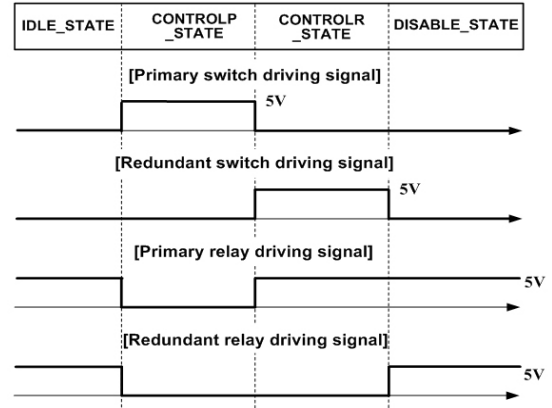 IDLE_STATE
CONTROLP
_STATE
CONTROLR
_STATE
DISABLE_STATE
[Primary switch driving signal]
5V
[Redundant switch driving signal]
5V
[Primary relay driving signal]
5V
[Redundant relay driving signal]
5V